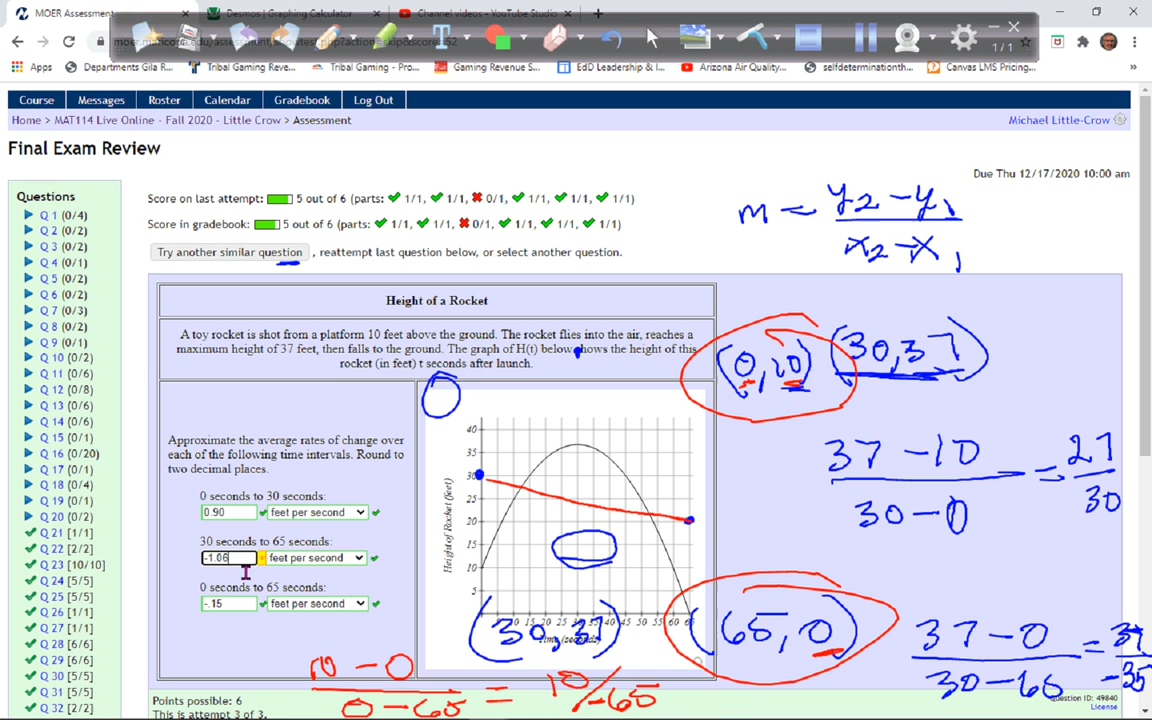 MOER Assessment
Desmos | Graphing Calculator
Channel videos - YouTube Studio
1/1
Apps
Departments Gila R...
Tribal Gaming Reve...
Tribal Gaming - Pro...
Gaming Revenue S...
EdD Leadership & I...
Arizona Air Quality...
selfdeterminationth...
Canvas LMS Pricing...
Course
Messages
Roster
Calendar
Gradebook
Log Out
Home > MAT114 Live Online - Fall 2020 - Little Crow > Assessment
Michael Little-Crow
Final Exam Review
Due Thu 12/17/2020 10:00 am
Questions
Q 1 (0/4)
Q 2 (0/2)
Q 3 (0/2)
Q 4 (0/1)
Q 5 (0/2)
Q 6 (0/2)
Q 7 (0/3)
Q 8 (0/2)
Q 9 (0/1)
Q 10 (0/2)
Q 11 (0/6)
Q 12 (0/8)
Q 13 (0/6)
Q 14 (0/6)
Q 15 (0/1)
Q 16 (0/20)
Q 17 (0/1)
Q 18 (0/4)
Q 19 (0/1)
Q 20 (0/2)
Q 21 [1/1]
Q 22 [2/2]
Q 23 [10/10]
Q 24 [5/5]
Q 25 [5/5]
Q 26 [1/1]
Q 27 [1/1]
Q 28 [6/6]
Q 29 [6/6]
Q 30 [5/5]
Q 31 [5/5]
Q 32 [2/2]
Score on last attempt: 5 out of 6 (parts: ✔ 1/1, ✔ 1/1, ✖ 0/1, ✔ 1/1, ✔ 1/1, ✔ 1/1)
Score in gradebook: 5 out of 6 (parts: ✔ 1/1, ✔ 1/1, ✖ 0/1, ✔ 1/1, ✔ 1/1, ✔ 1/1)
Try another similar question , reattempt last question below, or select another question.
Height of a Rocket
A toy rocket is shot from a platform 10 feet above the ground. The rocket flies into the air, reaches a
maximum height of 37 feet, then falls to the ground. The graph of H(t) below shows the height of this
rocket (in feet) t seconds after launch.
Approximate the average rates of change over
each of the following time intervals. Round to
two decimal places.
0 seconds to 30 seconds:
0.90 feet per second
30 seconds to 65 seconds:
-1.06 feet per second
0 seconds to 65 seconds:
-.15 feet per second
Height of Rocket (feet)
40
35
30
25
20
15
10
5
m = y2 - y1
x2 - x1
(0,10) (30,37)
37 - 10 = 27
30 - 0 30
(30,37) (65,0)
37 - 0 = 37
30 - 65 -35
10 - 0 = 10/-65
0 - 65
Points possible: 6
This is attempt 3 of 3.
Question ID: 49840
License